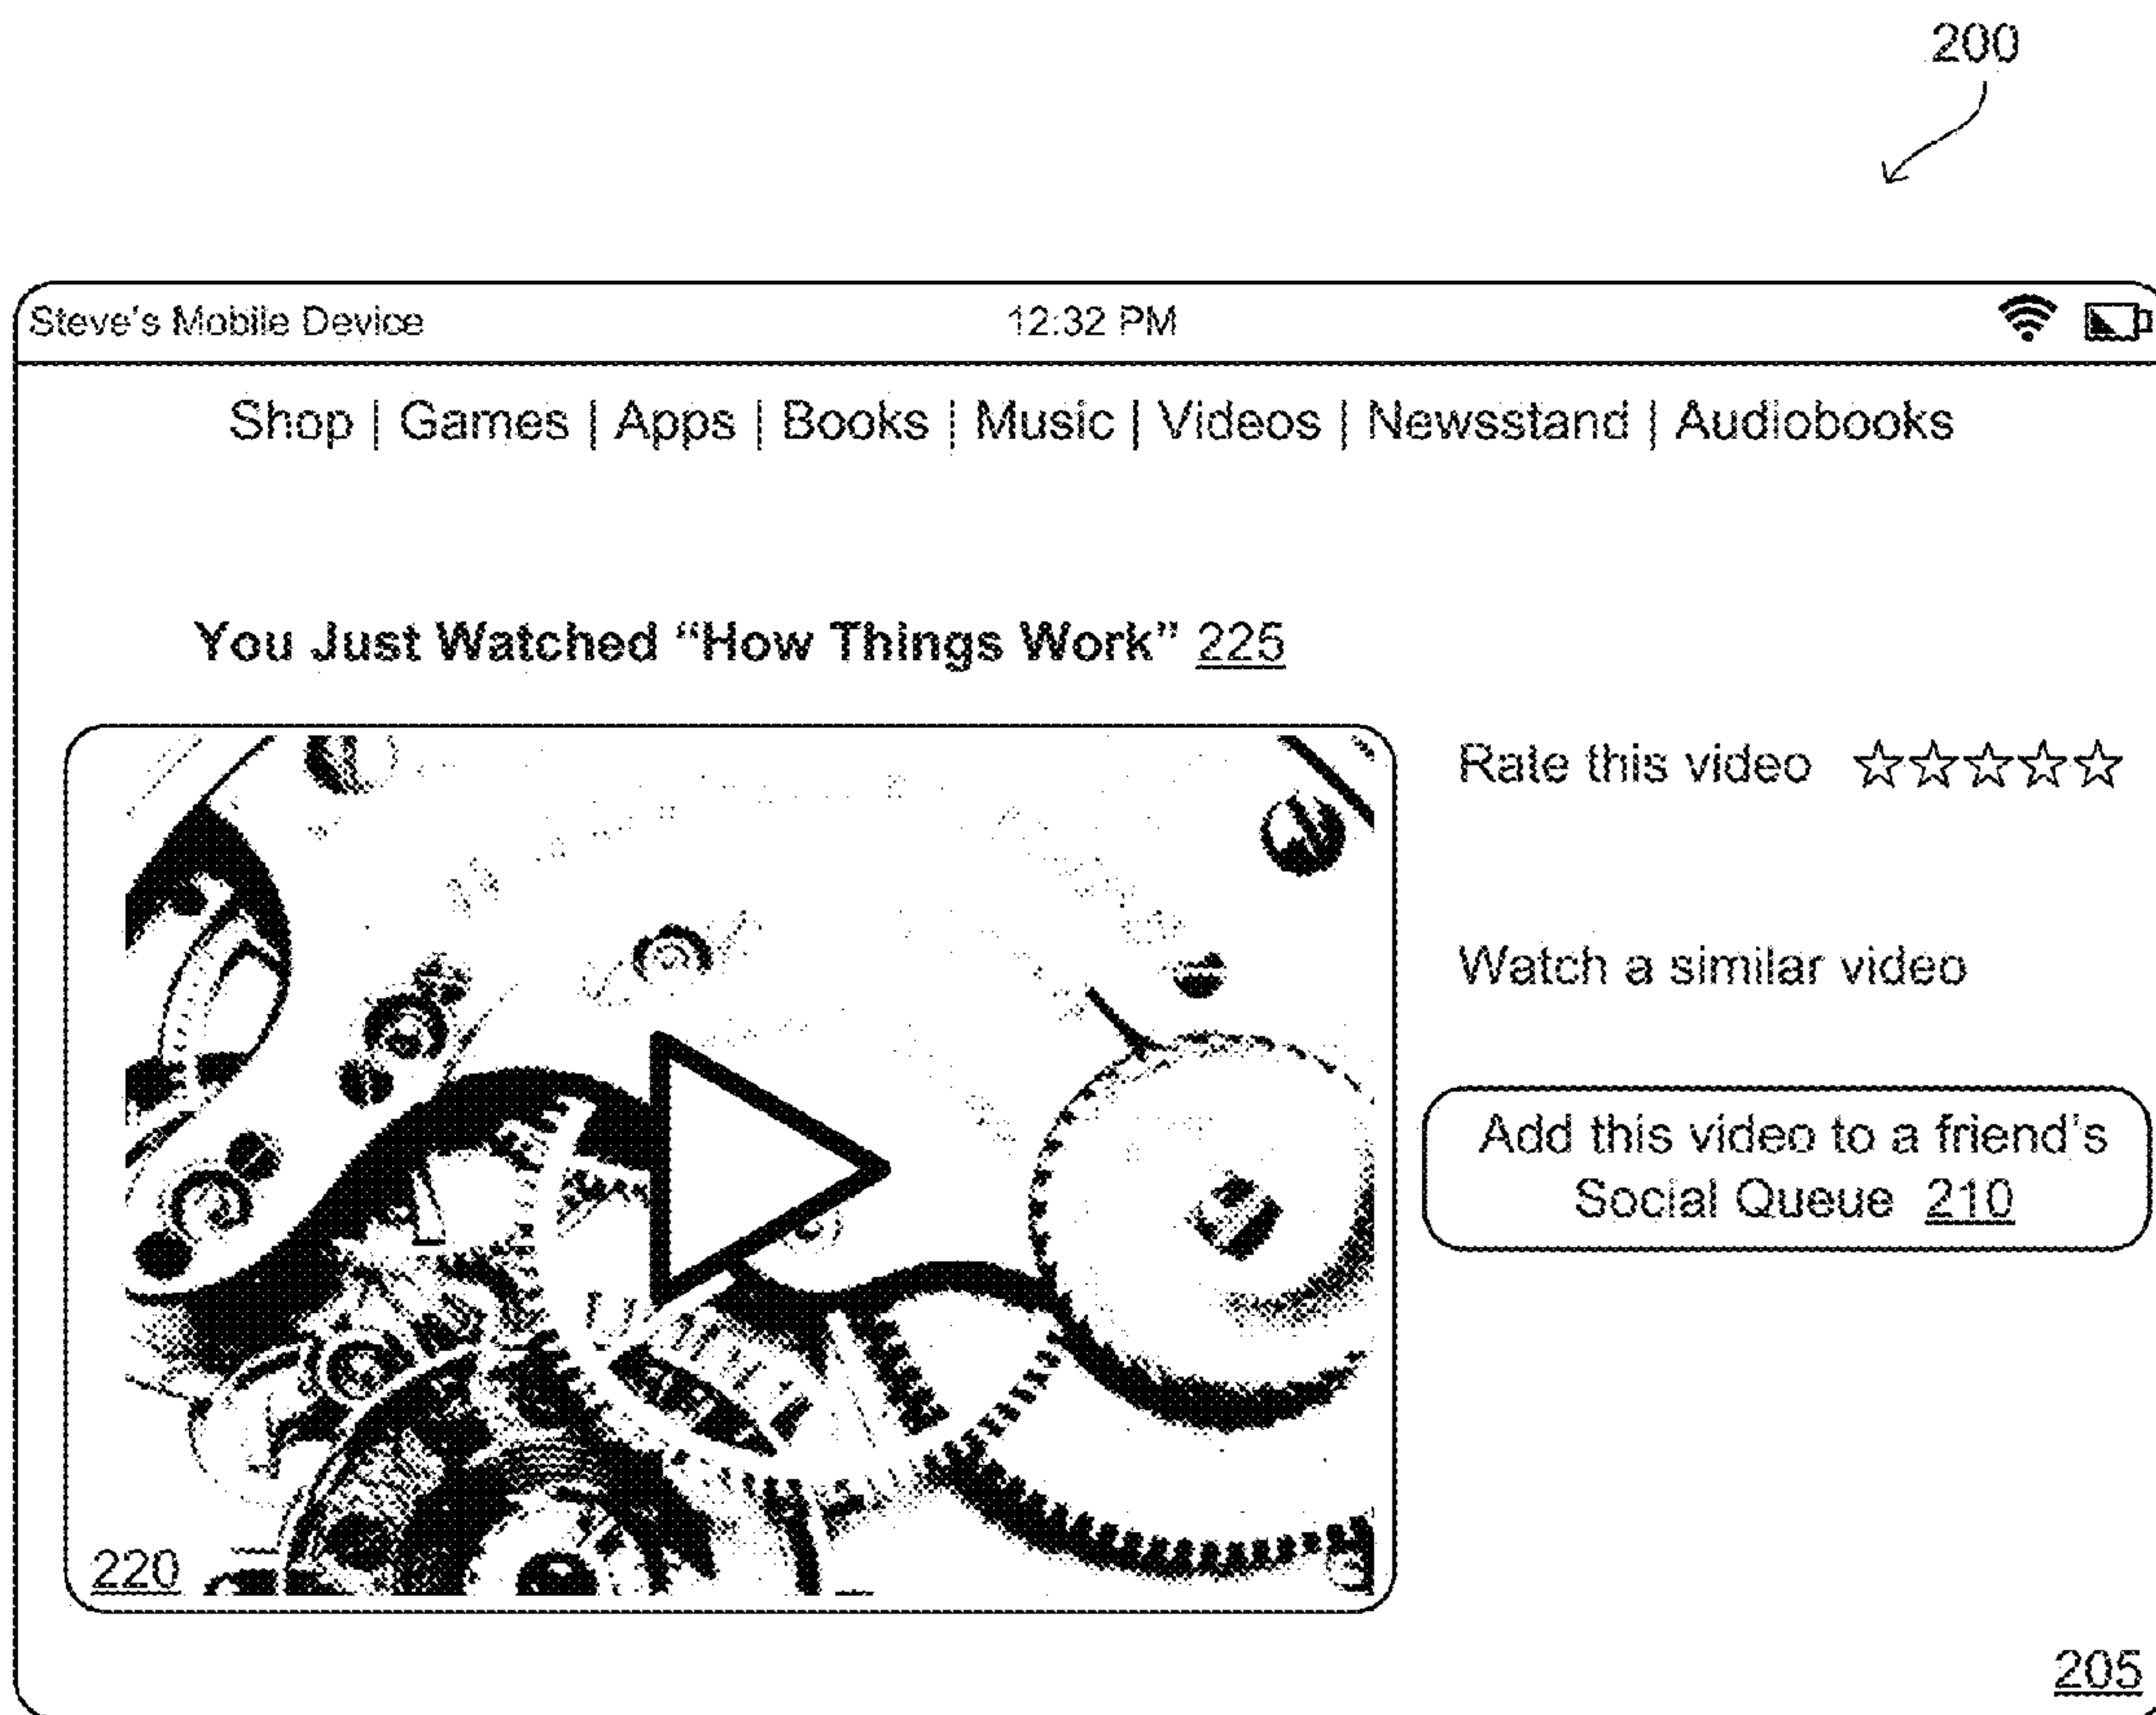 200
Steve's Mobile Device 12:32 PM
Shop | Games | Apps | Books | Music | Videos | Newsstand | Audiobooks
You Just Watched “How Things Work” 225
Rate this video ☆☆☆☆☆
Watch a similar video
Add this video to a friend's
Social Queue 210
220
205